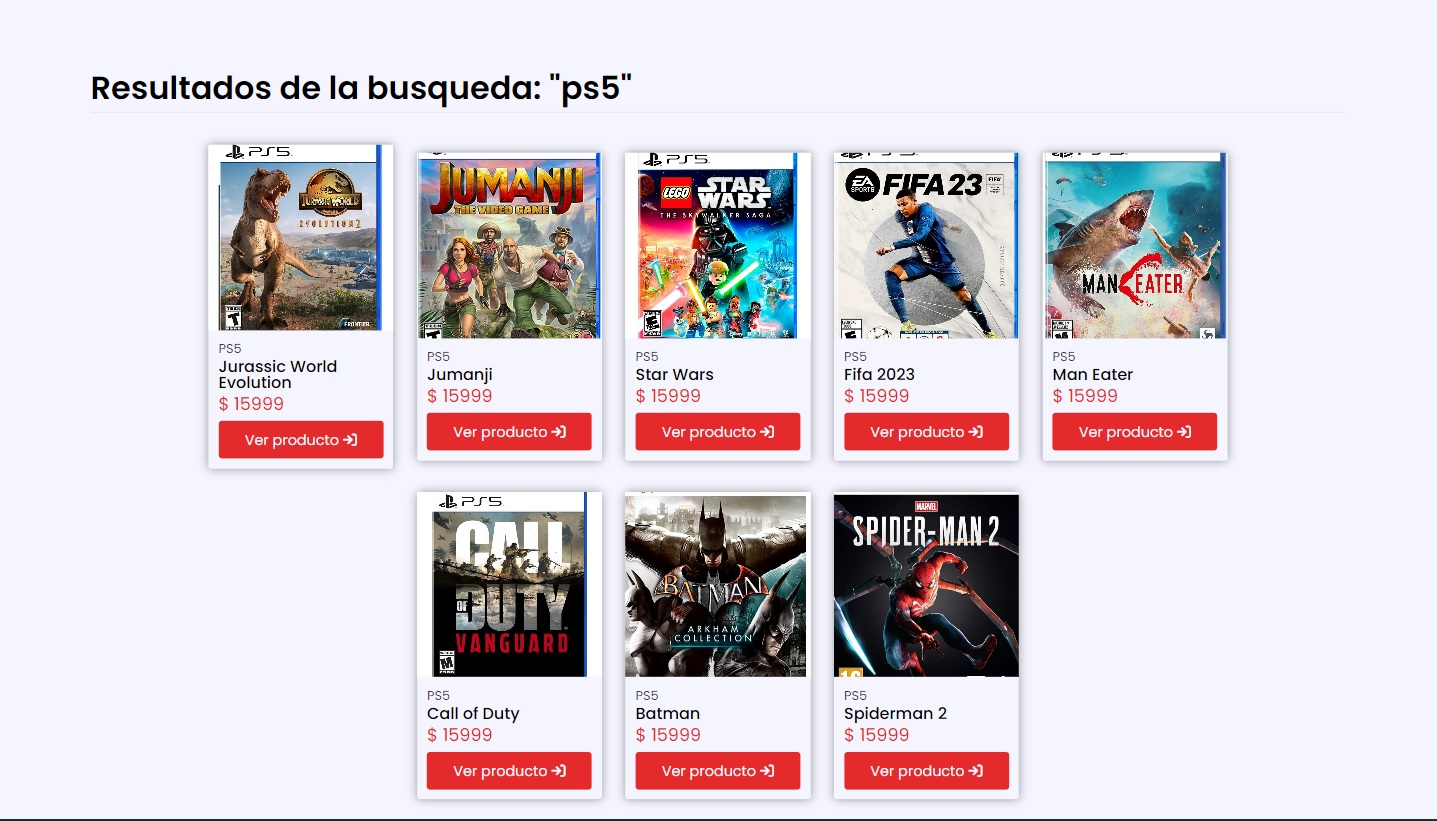 Resultados de la busqueda: "ps5"
PS5
JURASSIC WORLD
EVOLUTION 2
T
FRONTIER
PS5
Jurassic World
Evolution
$ 15999
Ver producto
JUMANJI
THE VIDEO GAME
T
PS5
Jumanji
$ 15999
Ver producto
PS5
LEGO STAR
WARS
THE SKYWALKER SAGA
E
PS5
Star Wars
$ 15999
Ver producto
EA
SPORTS
FIFA 23
FIFA
PS5
Fifa 2023
$ 15999
Ver producto
MANEATER
M
PS5
Man Eater
$ 15999
Ver producto
PS5
CALL
OF
DUTY
VANGUARD
M
PS5
Call of Duty
$ 15999
Ver producto
BATMAN
ARKHAM
COLLECTION
PS5
Batman
$ 15999
Ver producto
MARVEL
SPIDER-MAN 2
PS5
Spiderman 2
$ 15999
Ver producto